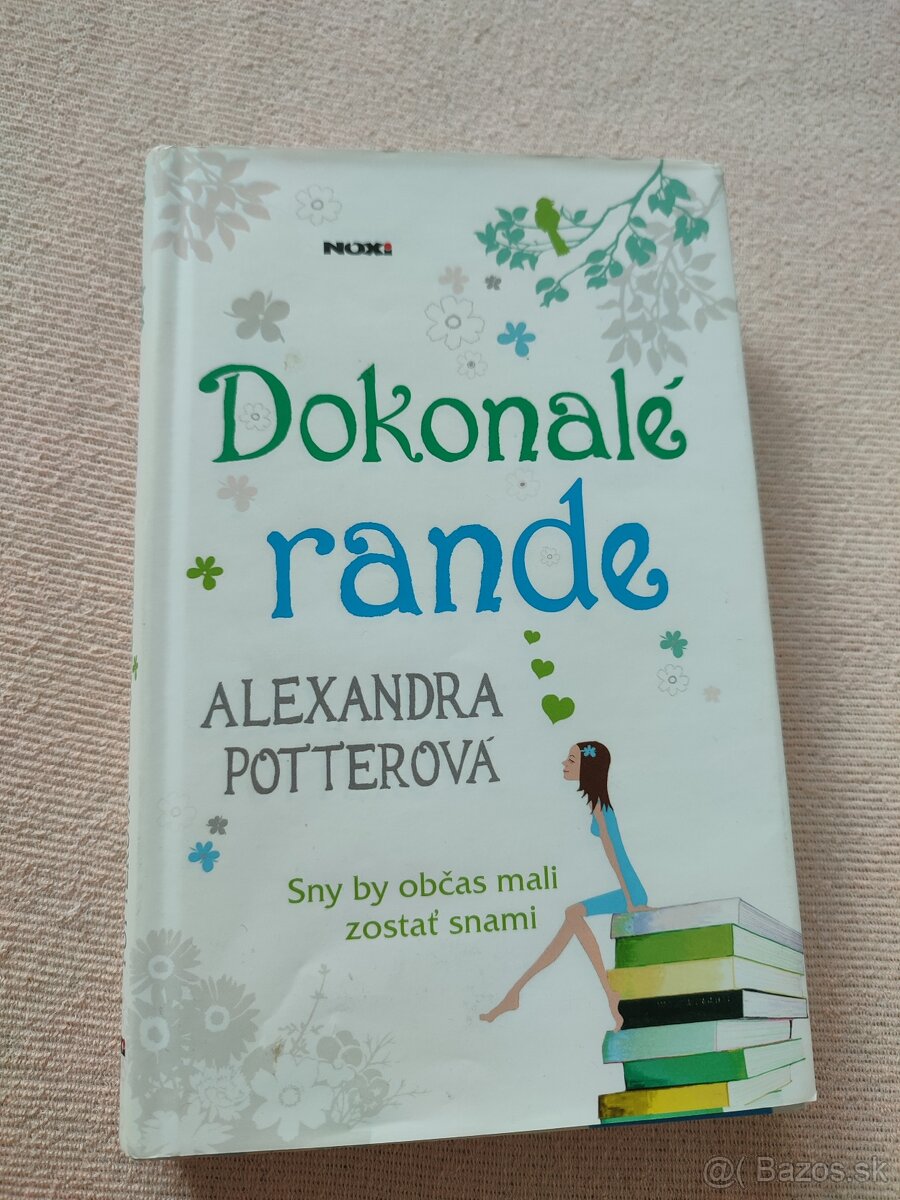 NOXi
Dokonalé
rande
ALEXANDRA
POTTEROVÁ
Sny by občas mali
zostať snami
@( Bazos.sk